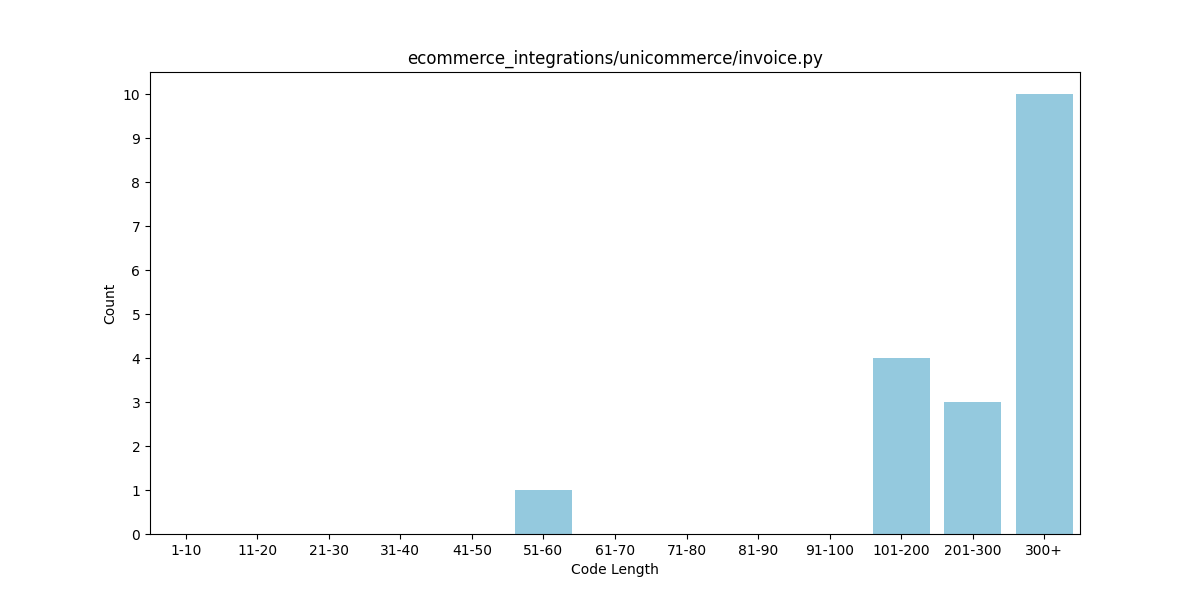 ecommerce_integrations/unicommerce/invoice.py
10
9
8
7
6
5
4
3
2
1
0
Count
1-10 11-20 21-30 31-40 41-50 51-60 61-70 71-80 81-90 91-100 101-200 201-300 300+
Code Length